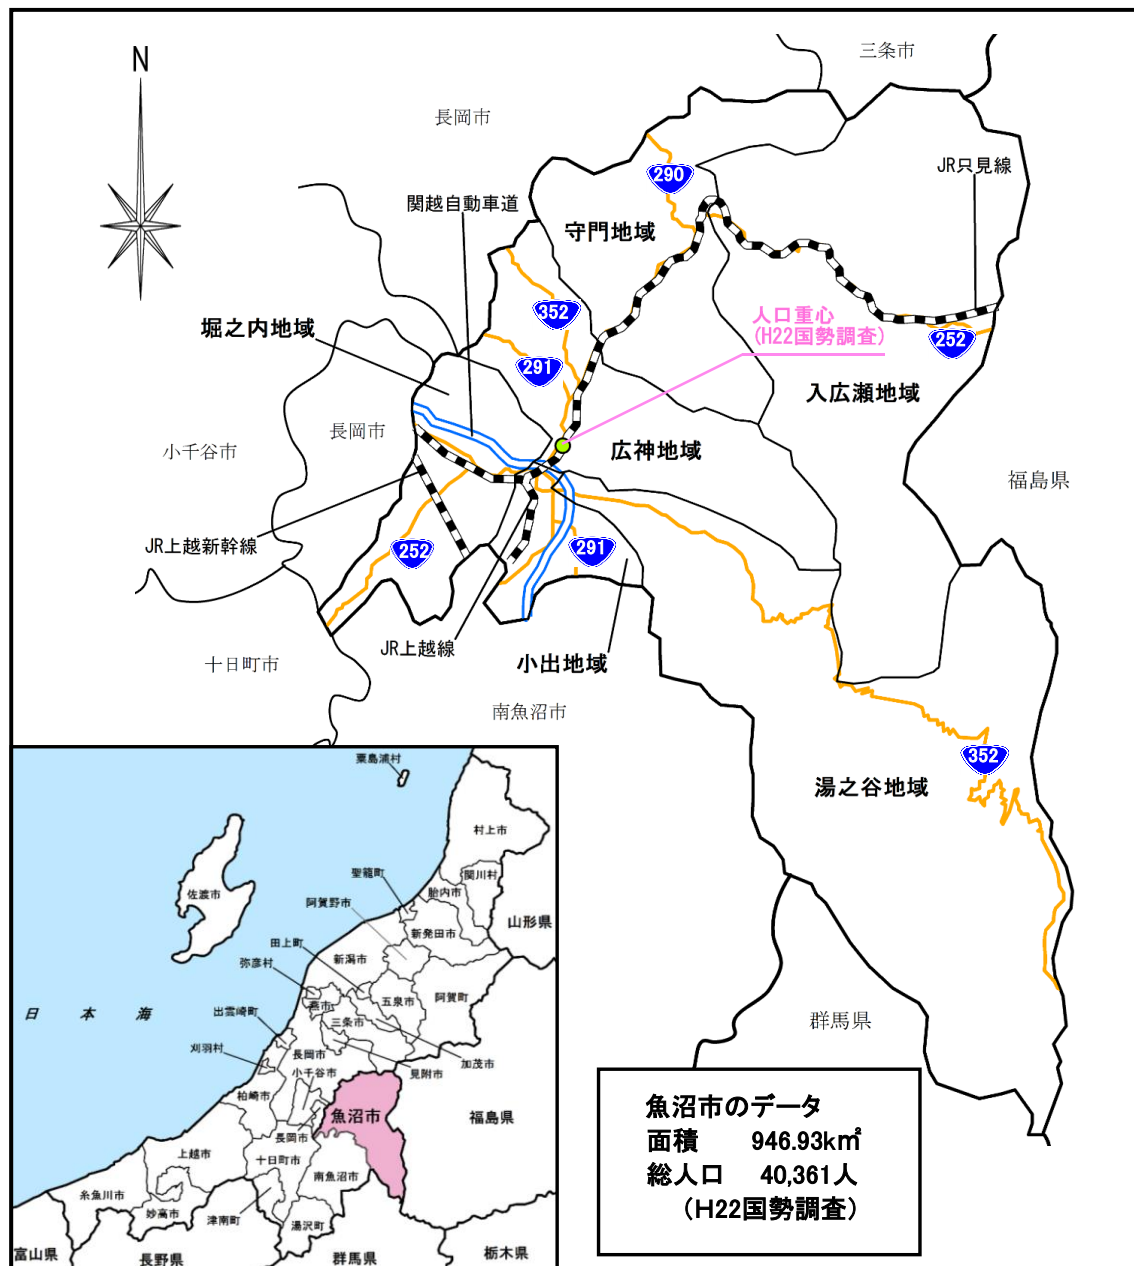 三条市
N
長岡市
JR只見線
290
関越自動車道
守門地域
352
人口重心
(H22国勢調査)
堀之内地域
252
291
入広瀬地域
長岡市
小千谷市
広神地域
福島県
JR上越新幹線
252
291
JR上越線
小出地域
十日町市
南魚沼市
352
湯之谷地域
群馬県
粟島浦村
村上市
聖籠町
関川村
胎内市
佐渡市
阿賀野市
山形県
新発田市
田上町
新潟市
弥彦村
阿賀町
五泉市
燕市
日本海
出雲崎町
三条市
加茂市
刈羽村
長岡市
見附市
小千谷市
柏崎市
魚沼市
福島県
長岡市
上越市
十日町市
南魚沼市
糸魚川市
妙高市
津南町
湯沢町
富山県
長野県
群馬県
栃木県
魚沼市のデータ
面積 946.93k㎡
総人口 40,361人
(H22国勢調査)